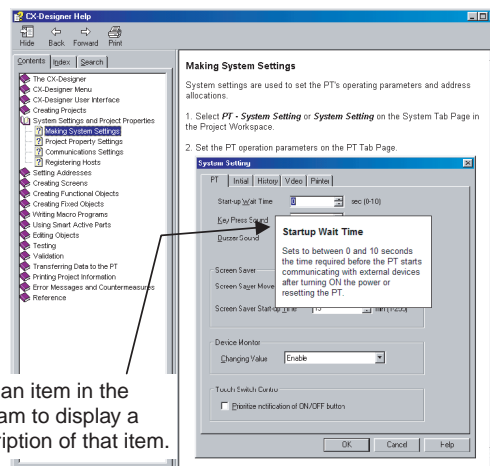 CX-Designer Help
Hide Back Forward Print
Contents Index Search
The CX-Designer
CX-Designer Menu
CX-Designer User Interface
Creating Projects
System Settings and Project Properties
Making System Settings
Project Property Settings
Communications Settings
Registering Hosts
Setting Addresses
Creating Screens
Creating Functional Objects
Creating Fixed Objects
Writing Macro Programs
Using Smart Active Parts
Editing Objects
Testing
Validation
Transferring Data to the PT
Printing Project Information
Error Messages and Countermeasures
Reference
an item in the
am to display a
iption of that item.
Making System Settings
System settings are used to set the PT's operating parameters and address
allocations.
1. Select PT - System Setting or System Setting on the System Tab Page in
the Project Workspace.
2. Set the PT operation parameters on the PT Tab Page.
System Setting
PT Initial History Video Printer
Start-up Wait Time 0 sec (0-10)
Key Press Sound
Buzzer Sound
Startup Wait Time
Sets to between 0 and 10 seconds
the time required before the PT starts
communicating with external devices
after turning ON the power or
resetting the PT.
Screen Saver
Screen Saver Move
Screen Saver Start-up Time
Device Monitor
Changing Value Enable
Touch Switch Control
Prioritize notification of ON/OFF button
OK Cancel Help